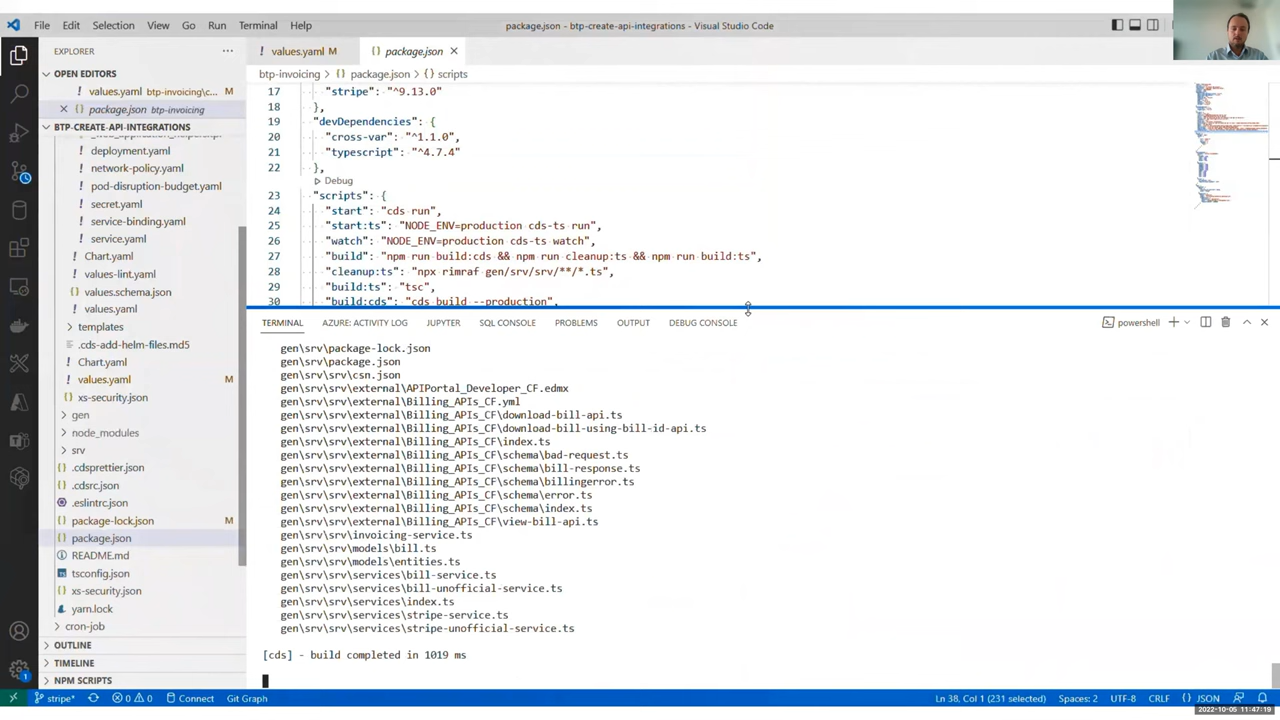 File Edit Selection View Go Run Terminal Help
package.json - btp-create-api-integrations - Visual Studio Code
EXPLORER
OPEN EDITORS
values.yaml btp-invoicing\c... M
package.json btp-invoicing
BTP-CREATE-API-INTEGRATIONS
deployment.yaml
network-policy.yaml
pod-disruption-budget.yaml
secret.yaml
service-binding.yaml
service.yaml
Chart.yaml
values-lint.yaml
values.schema.json
values.yaml
templates
.cds-add-helm-files.md5
Chart.yaml
values.yaml M
xs-security.json
gen
node_modules
srv
.cdsprettier.json
.cdsrc.json
.eslintrc.json
package-lock.json M
package.json
README.md
tsconfig.json
xs-security.json
yarn.lock
cron-job
OUTLINE
TIMELINE
NPM SCRIPTS
values.yaml M
package.json
btp-invoicing > package.json > scripts
17 "stripe": "^9.13.0"
18 },
19 "devDependencies": {
20 "cross-var": "^1.1.0",
21 "typescript": "^4.7.4"
22 },
Debug
23 "scripts": {
24 "start": "cds run",
25 "start:ts": "NODE_ENV=production cds-ts run",
26 "watch": "NODE_ENV=production cds-ts watch",
27 "build": "npm run build:cds && npm run cleanup:ts && npm run build:ts",
28 "cleanup:ts": "npx rimraf gen/srv/srv/**/*.ts",
29 "build:ts": "tsc",
30 "build:cds": "cds build --production",
TERMINAL AZURE: ACTIVITY LOG JUPYTER SQL CONSOLE PROBLEMS OUTPUT DEBUG CONSOLE
powershell
gen\srv\package-lock.json
gen\srv\package.json
gen\srv\srv\csn.json
gen\srv\srv\external\APIPortal_Developer_CF.edmx
gen\srv\srv\external\Billing_APIs_CF.yml
gen\srv\srv\external\Billing_APIs_CF\download-bill-api.ts
gen\srv\srv\external\Billing_APIs_CF\download-bill-using-bill-id-api.ts
gen\srv\srv\external\Billing_APIs_CF\index.ts
gen\srv\srv\external\Billing_APIs_CF\schema\bad-request.ts
gen\srv\srv\external\Billing_APIs_CF\schema\bill-response.ts
gen\srv\srv\external\Billing_APIs_CF\schema\billingerror.ts
gen\srv\srv\external\Billing_APIs_CF\schema\error.ts
gen\srv\srv\external\Billing_APIs_CF\schema\index.ts
gen\srv\srv\external\Billing_APIs_CF\view-bill-api.ts
gen\srv\srv\invoicing-service.ts
gen\srv\srv\models\bill.ts
gen\srv\srv\models\entities.ts
gen\srv\srv\services\bill-service.ts
gen\srv\srv\services\bill-unofficial-service.ts
gen\srv\srv\services\index.ts
gen\srv\srv\services\stripe-service.ts
gen\srv\srv\services\stripe-unofficial-service.ts
[cds] - build completed in 1019 ms
stripe* 0 0 Connect Git Graph
Ln 38, Col 1 (231 selected) Spaces: 2 UTF-8 CRLF {} JSON
2022-10-05 11:47:19